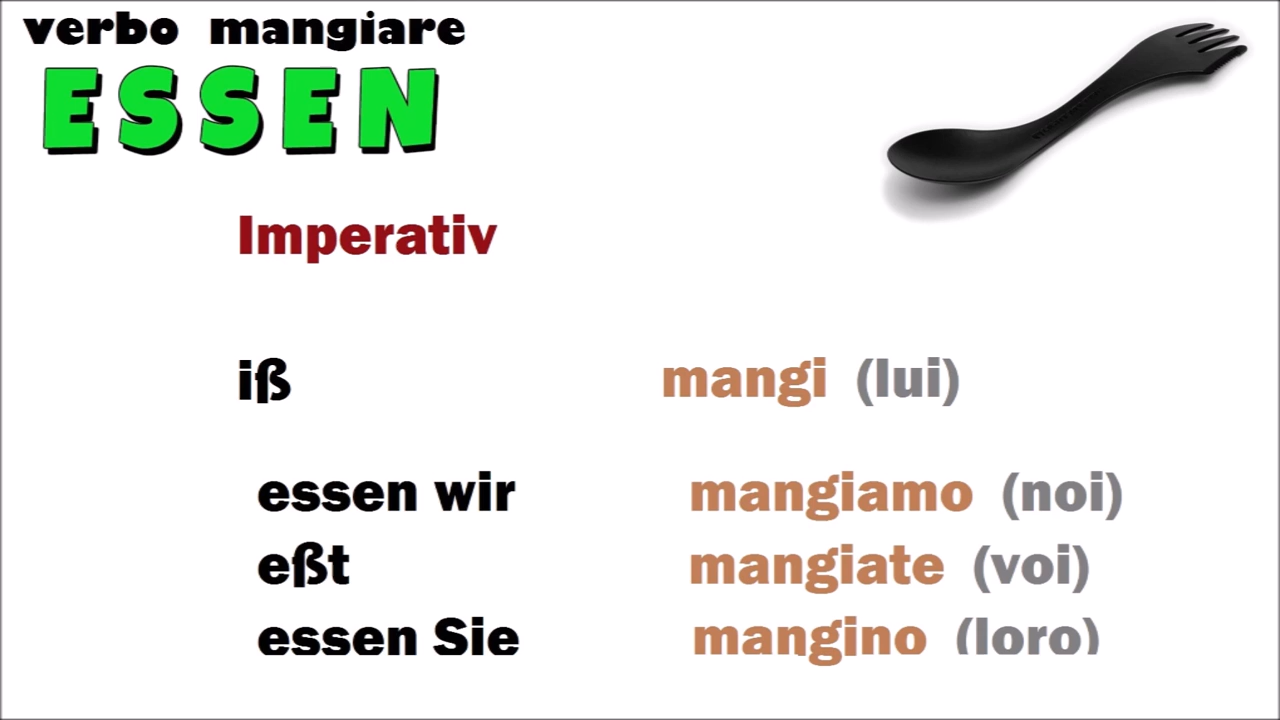 verbo mangiare
ESSEN
Imperativ
iß mangi (lui)
essen wir mangiamo (noi)
eßt mangiate (voi)
essen Sie mangino (loro)